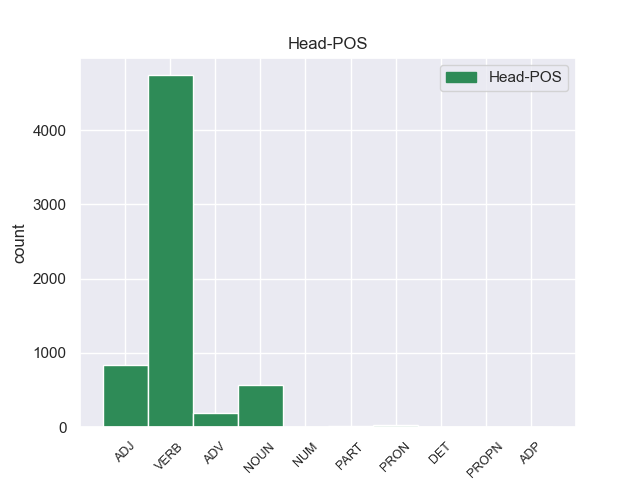 Head-POS
Head-POS
count
4000
3000
2000
1000
0
ADJ VERB ADV NOUN NUM PART PRON DET PROPN ADP